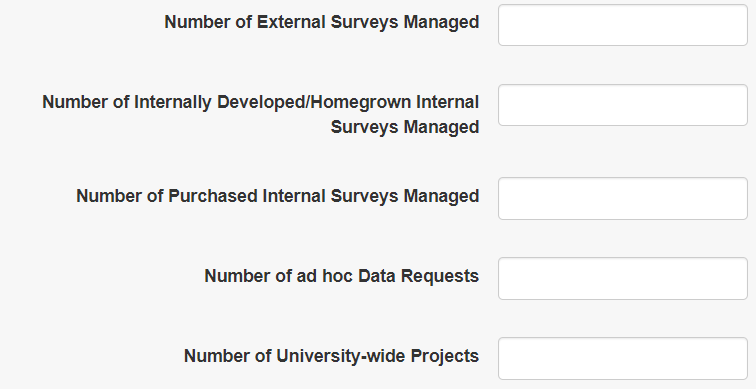 Number of External Surveys Managed
Number of Internally Developed/Homegrown Internal
Surveys Managed
Number of Purchased Internal Surveys Managed
Number of ad hoc Data Requests
Number of University-wide Projects